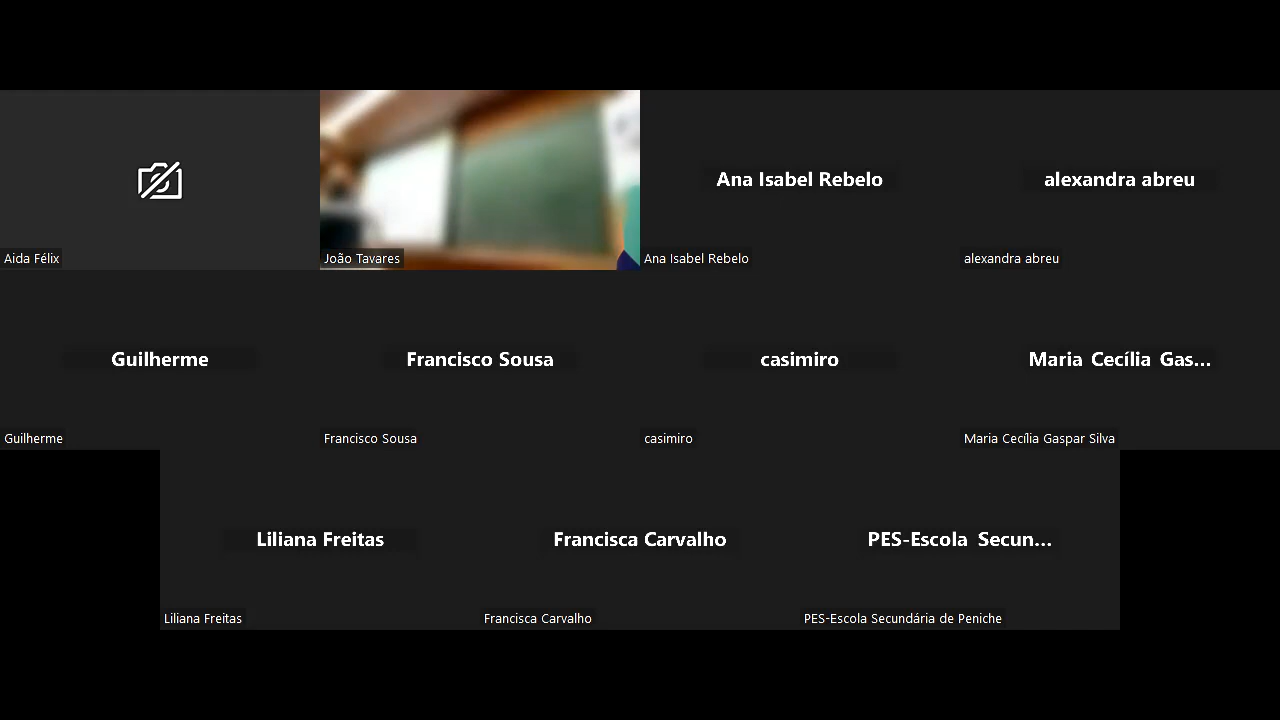 Aida Félix
João Tavares
Ana Isabel Rebelo
Ana Isabel Rebelo
alexandra abreu
alexandra abreu
Guilherme
Guilherme
Francisco Sousa
Francisco Sousa
casimiro
casimiro
Maria Cecília Gas...
Maria Cecília Gaspar Silva
Liliana Freitas
Liliana Freitas
Francisca Carvalho
Francisca Carvalho
PES-Escola Secun...
PES-Escola Secundária de Peniche